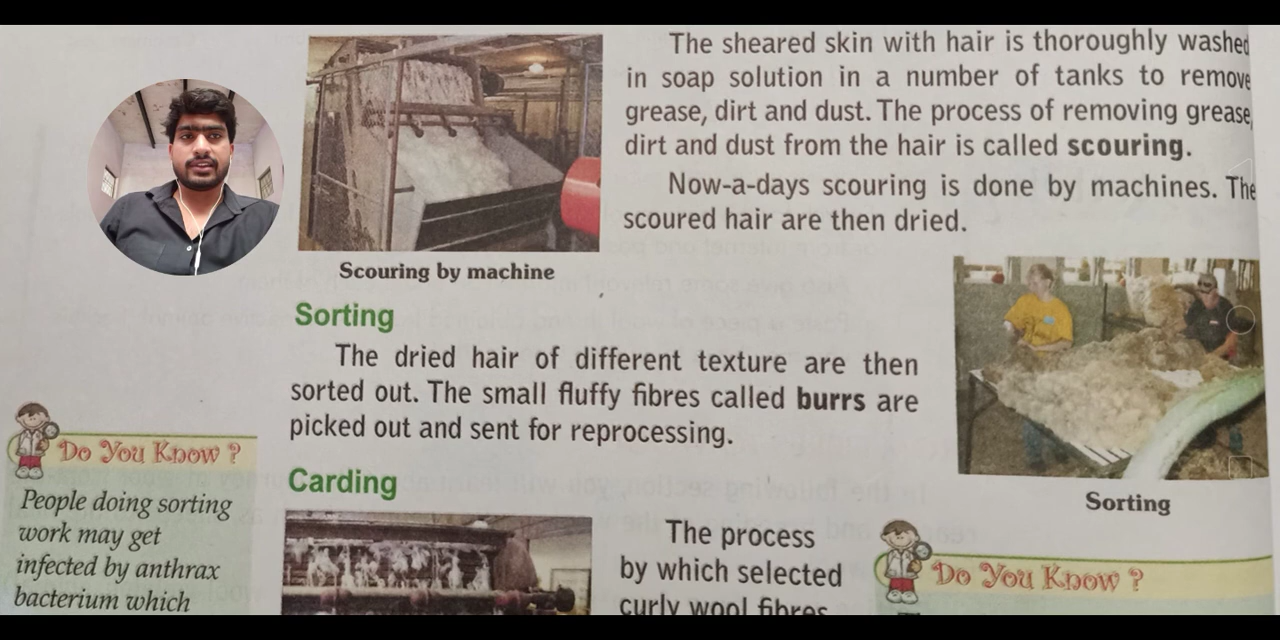 The sheared skin with hair is thoroughly washed
in soap solution in a number of tanks to remove
grease, dirt and dust. The process of removing grease,
dirt and dust from the hair is called scouring.
Now-a-days scouring is done by machines. The
scoured hair are then dried.
Scouring by machine
Sorting
The dried hair of different texture are then
sorted out. The small fluffy fibres called burrs are
picked out and sent for reprocessing.
Sorting
Do You Know ?
People doing sorting
work may get
infected by anthrax
bacterium which
Carding
The process
by which selected
curly wool fibres
Do You Know ?